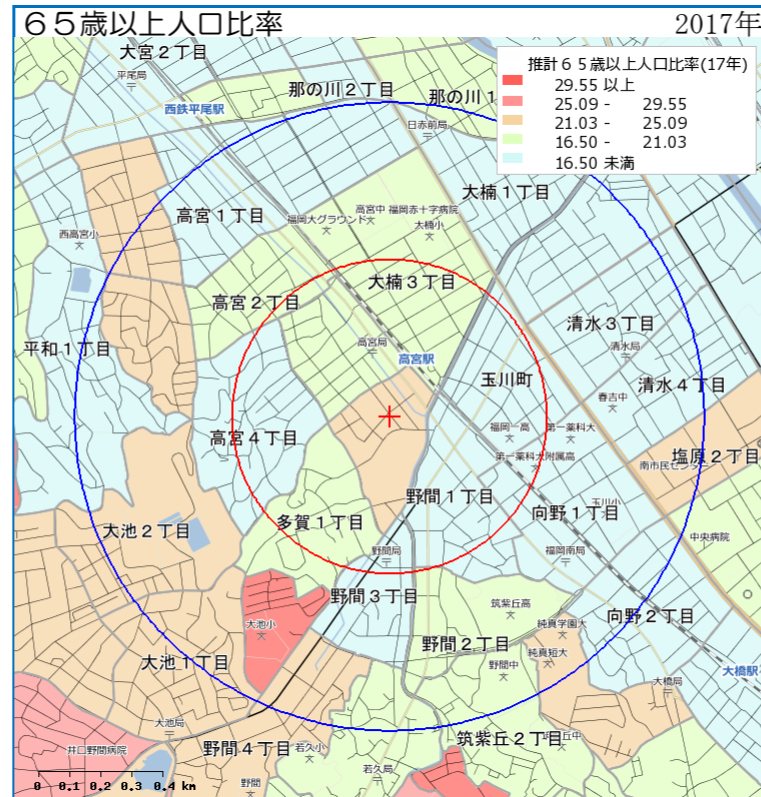 ６５歳以上人口比率
2017年
推計６５歳以上人口比率(17年)
29.55 以上
25.09 - 29.55
21.03 - 25.09
16.50 - 21.03
16.50 未満
大宮２丁目
平尾局
那の川２丁目
那の川１
西鉄平尾駅
日赤前局
大楠１丁目
高宮中 福岡赤十字病院
高宮１丁目
福岡大グラウンド
大楠小
西高宮小
大楠３丁目
高宮２丁目
清水３丁目
高宮局
清水局
平和１丁目
高宮駅
玉川町
清水４丁目
春吉中
高宮４丁目
福岡一高
第一薬科大
第一薬科大附属高
塩原２丁目
南市民センター
野間１丁目
玉川小
向野１丁目
多賀１丁目
大池２丁目
中央病院
野間局
福岡南局
野間３丁目
筑紫丘高
大池小
純真学園大
向野２丁目
野間２丁目
純真短大
大池１丁目
野間中
大橋駅
大橋局
大池局
筑紫丘２丁目
丘中
井口野間病院
野間４丁目
若久小
若久局
野間
0 0.1 0.2 0.3 0.4 km